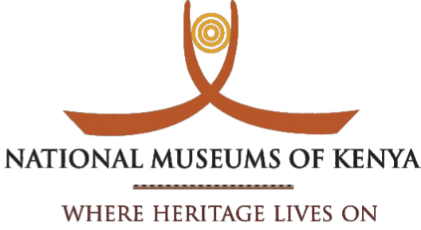 NATIONAL MUSEUMS OF KENYA
WHERE HERITAGE LIVES ON